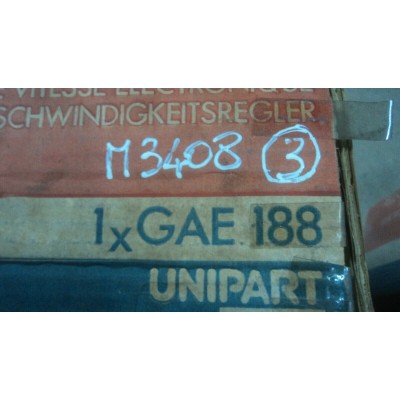 VITESSE ELECTRONIQUE
SCHWINDIGKEITSREGLER
M3408 3
1xGAE 188
UNIPART